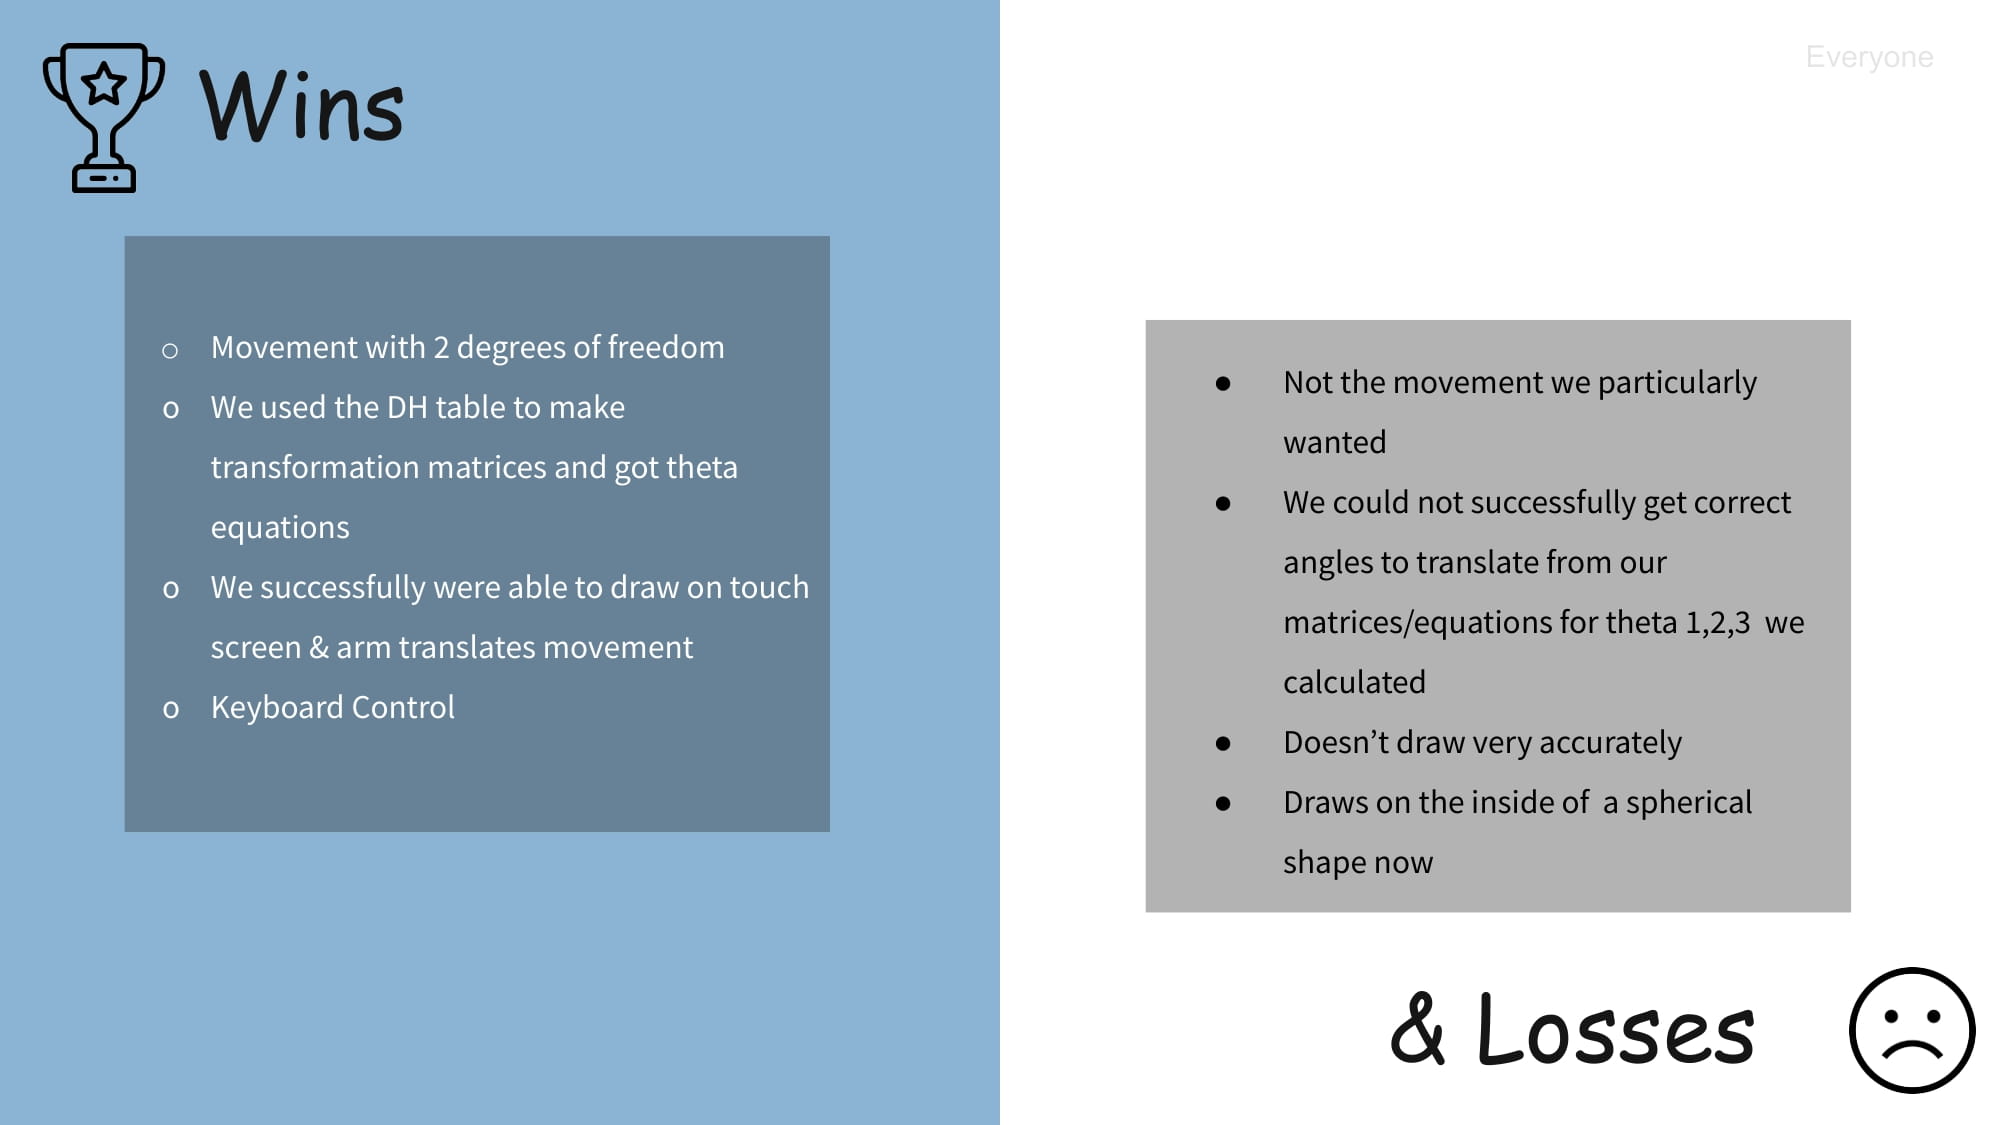 Wins
Everyone
○ Movement with 2 degrees of freedom
o We used the DH table to make
transformation matrices and got theta
equations
o We successfully were able to draw on touch
screen & arm translates movement
o Keyboard Control
● Not the movement we particularly
wanted
● We could not successfully get correct
angles to translate from our
matrices/equations for theta 1,2,3  we
calculated
● Doesn’t draw very accurately
● Draws on the inside of  a spherical
shape now
& Losses